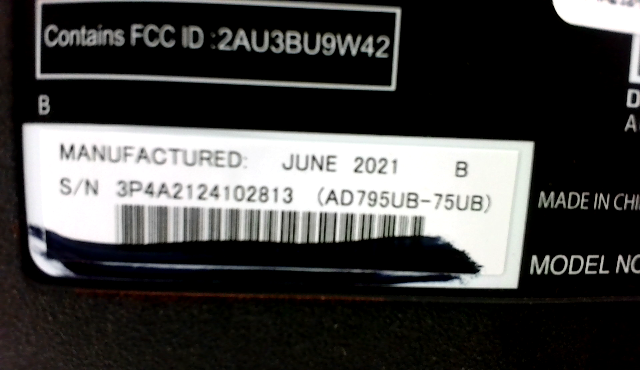 Contains FCC ID :2AU3BU9W42
B
MANUFACTURED: JUNE 2021 B
S/N 3P4A2124102813 (AD795UB-75UB)
MADE IN CHI
MODEL NO
D
A